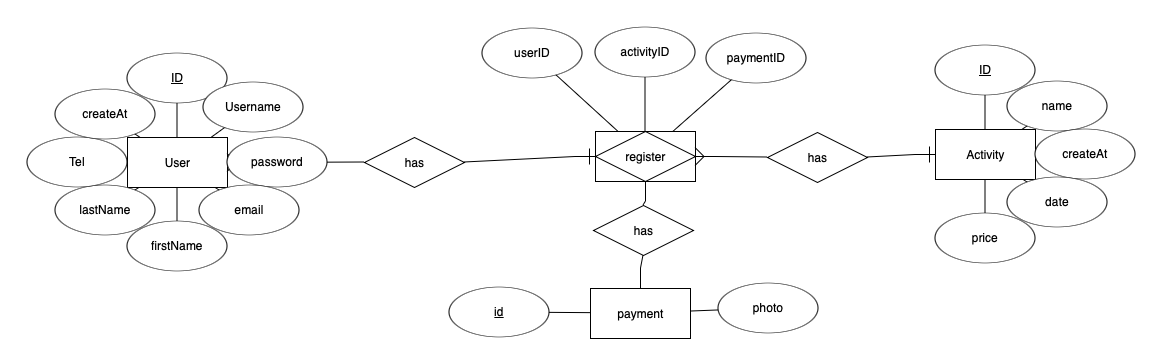 userID
activityID
paymentID
ID
ID
Username
name
createAt
createAt
Tel
User
password
has
register
has
Activity
lastName
email
date
firstName
price
has
id
payment
photo